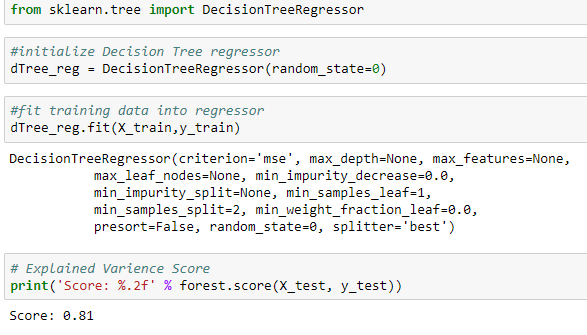 from sklearn.tree import DecisionTreeRegressor
#initialize Decision Tree regressor
dTree_reg = DecisionTreeRegressor(random_state=0)
#fit training data into regressor
dTree_reg.fit(X_train,y_train)
DecisionTreeRegressor(criterion='mse', max_depth=None, max_features=None,
max_leaf_nodes=None, min_impurity_decrease=0.0,
min_impurity_split=None, min_samples_leaf=1,
min_samples_split=2, min_weight_fraction_leaf=0.0,
presort=False, random_state=0, splitter='best')
# Explained Varience Score
print('Score: %.2f' % forest.score(X_test, y_test))
Score: 0.81